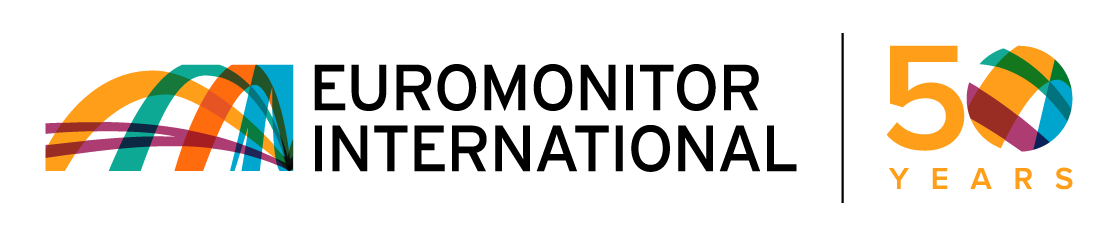 EUROMONITOR
INTERNATIONAL
50
YEARS